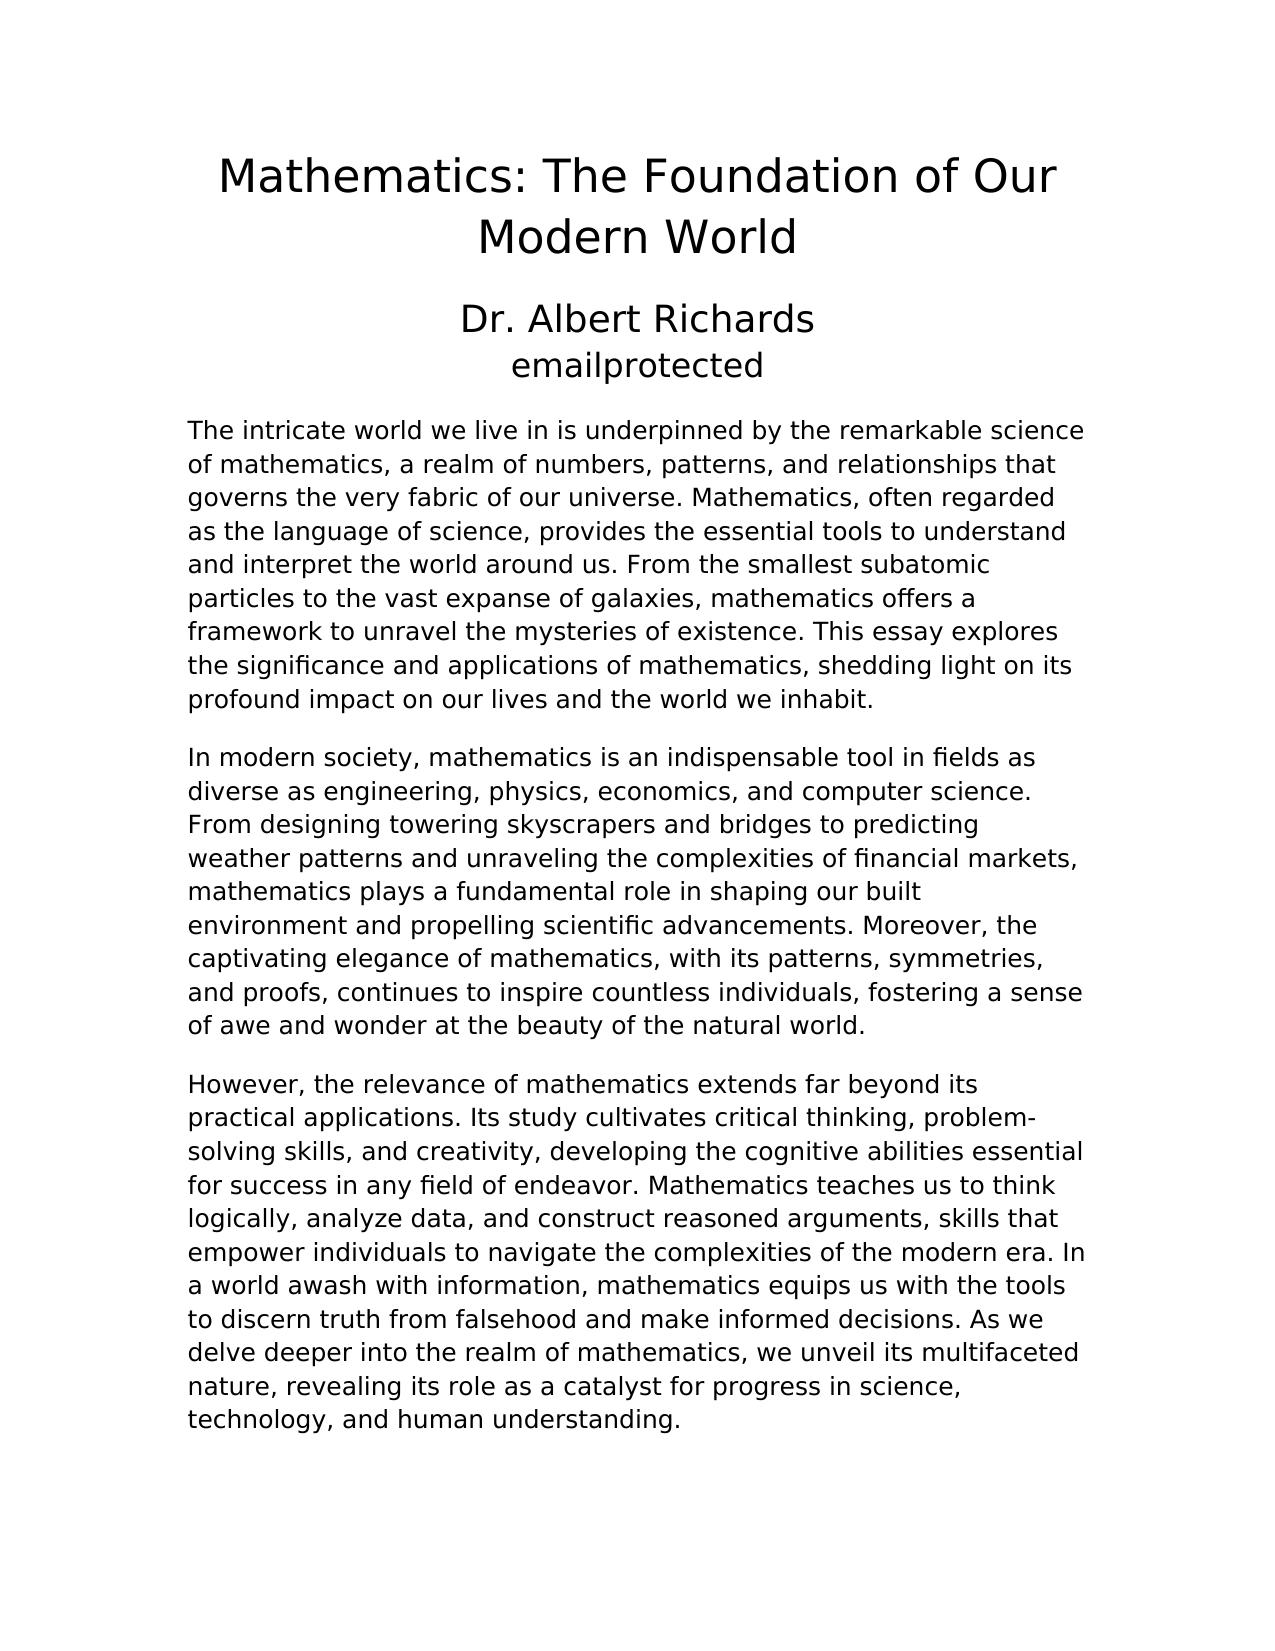 Mathematics: The Foundation of Our
Modern World
Dr. Albert Richards
emailprotected
The intricate world we live in is underpinned by the remarkable science
of mathematics, a realm of numbers, patterns, and relationships that
governs the very fabric of our universe. Mathematics, often regarded
as the language of science, provides the essential tools to understand
and interpret the world around us. From the smallest subatomic
particles to the vast expanse of galaxies, mathematics offers a
framework to unravel the mysteries of existence. This essay explores
the significance and applications of mathematics, shedding light on its
profound impact on our lives and the world we inhabit.
In modern society, mathematics is an indispensable tool in fields as
diverse as engineering, physics, economics, and computer science.
From designing towering skyscrapers and bridges to predicting
weather patterns and unraveling the complexities of financial markets,
mathematics plays a fundamental role in shaping our built
environment and propelling scientific advancements. Moreover, the
captivating elegance of mathematics, with its patterns, symmetries,
and proofs, continues to inspire countless individuals, fostering a sense
of awe and wonder at the beauty of the natural world.
However, the relevance of mathematics extends far beyond its
practical applications. Its study cultivates critical thinking, problem-
solving skills, and creativity, developing the cognitive abilities essential
for success in any field of endeavor. Mathematics teaches us to think
logically, analyze data, and construct reasoned arguments, skills that
empower individuals to navigate the complexities of the modern era. In
a world awash with information, mathematics equips us with the tools
to discern truth from falsehood and make informed decisions. As we
delve deeper into the realm of mathematics, we unveil its multifaceted
nature, revealing its role as a catalyst for progress in science,
technology, and human understanding.